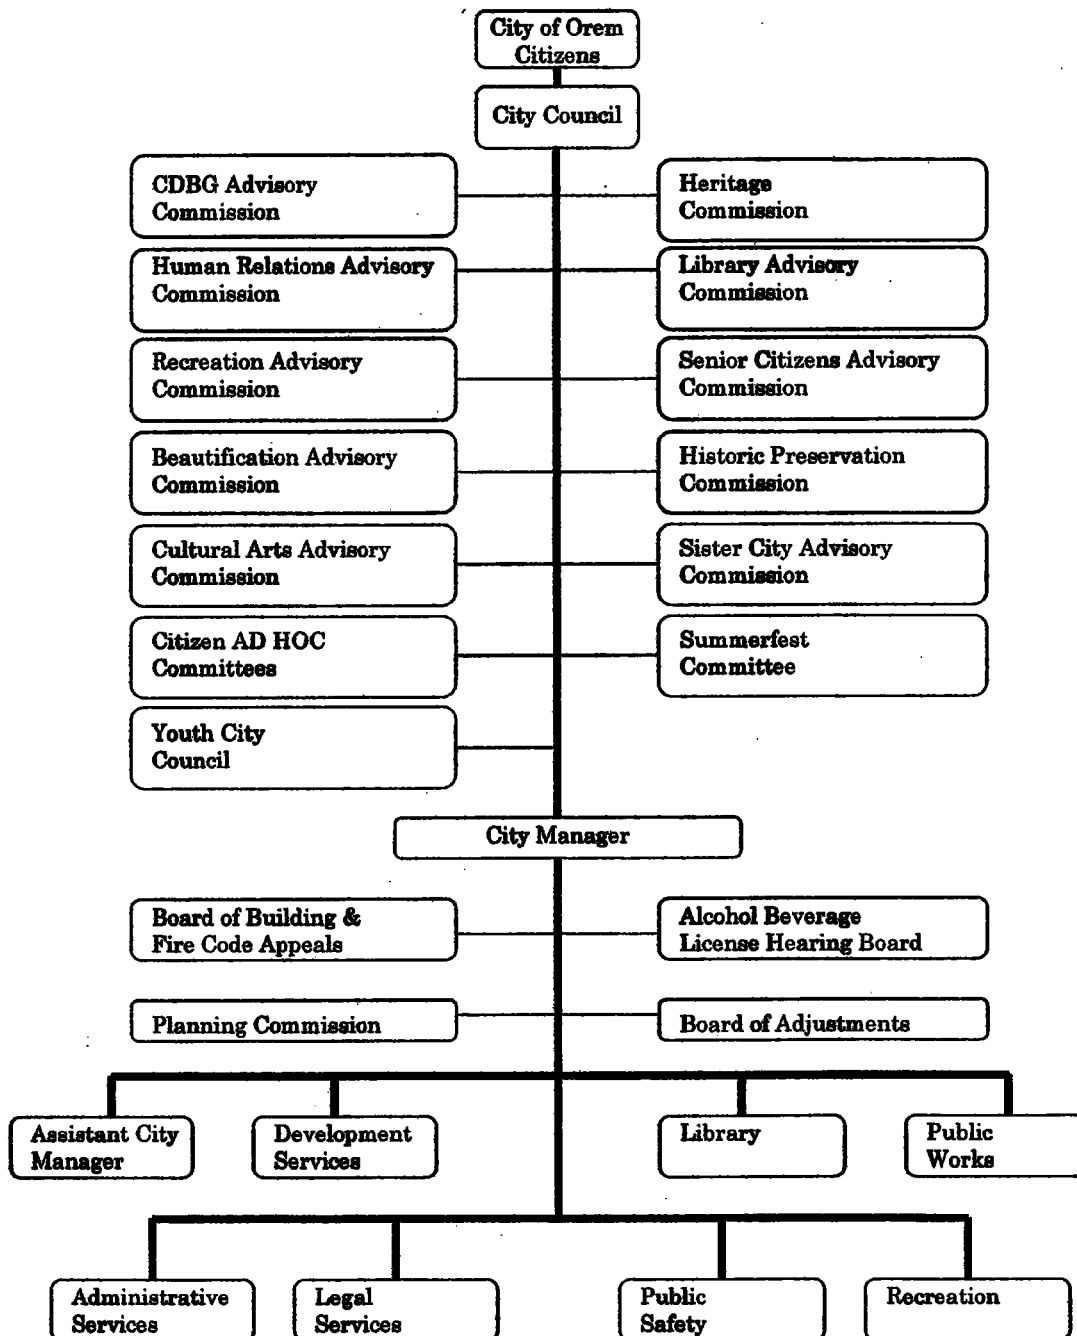 City of Orem
Citizens
City Council
CDBG Advisory
Commission
Heritage
Commission
Human Relations Advisory
Commission
Library Advisory
Commission
Recreation Advisory
Commission
Senior Citizens Advisory
Commission
Beautification Advisory
Commission
Historic Preservation
Commission
Cultural Arts Advisory
Commission
Sister City Advisory
Commission
Citizen AD HOC
Committees
Summerfest
Committee
Youth City
Council
City Manager
Board of Building &
Fire Code Appeals
Alcohol Beverage
License Hearing Board
Planning Commission
Board of Adjustments
Assistant City
Manager
Development
Services
Library
Public
Works
Administrative
Services
Legal
Services
Public
Safety
Recreation